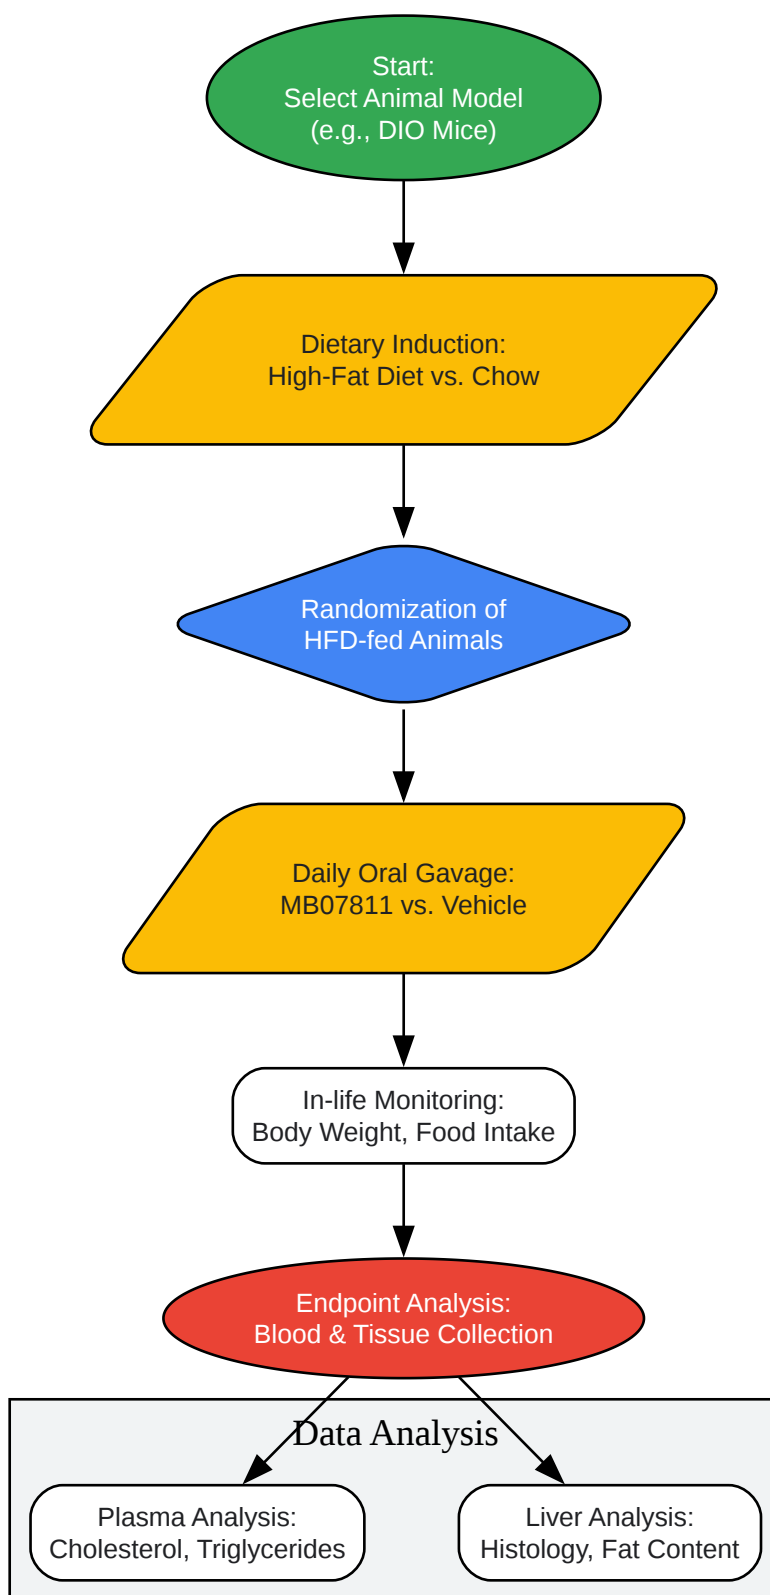 Start:
Select Animal Model
(e.g., DIO Mice)
Dietary Induction:
High-Fat Diet vs. Chow
Randomization of
HFD-fed Animals
Daily Oral Gavage:
MB07811 vs. Vehicle
In-life Monitoring:
Body Weight, Food Intake
Endpoint Analysis:
Blood & Tissue Collection
Data Analysis
Plasma Analysis:
Cholesterol, Triglycerides
Liver Analysis:
Histology, Fat Content